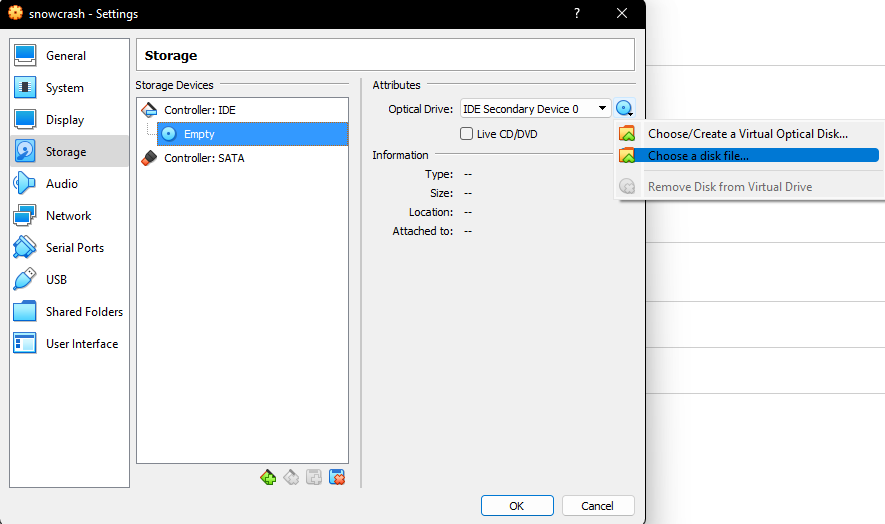 snowcrash - Settings
?
General
System
Display
Storage
Audio
Network
Serial Ports
USB
Shared Folders
User Interface
Storage
Storage Devices
Controller: IDE
Empty
Controller: SATA
Attributes
Optical Drive: IDE Secondary Device 0
Live CD/DVD
Information
Type: --
Size: --
Location: --
Attached to: --
Choose/Create a Virtual Optical Disk...
Choose a disk file...
Remove Disk from Virtual Drive
OK
Cancel